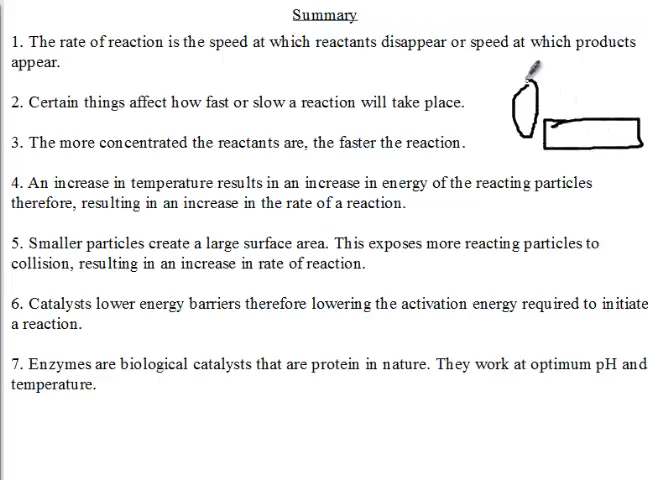 Summary
1. The rate of reaction is the speed at which reactants disappear or speed at which products
appear.
2. Certain things affect how fast or slow a reaction will take place.
3. The more concentrated the reactants are, the faster the reaction.
4. An increase in temperature results in an increase in energy of the reacting particles
therefore, resulting in an increase in the rate of a reaction.
5. Smaller particles create a large surface area. This exposes more reacting particles to
collision, resulting in an increase in rate of reaction.
6. Catalysts lower energy barriers therefore lowering the activation energy required to initiate
a reaction.
7. Enzymes are biological catalysts that are protein in nature. They work at optimum pH and
temperature.